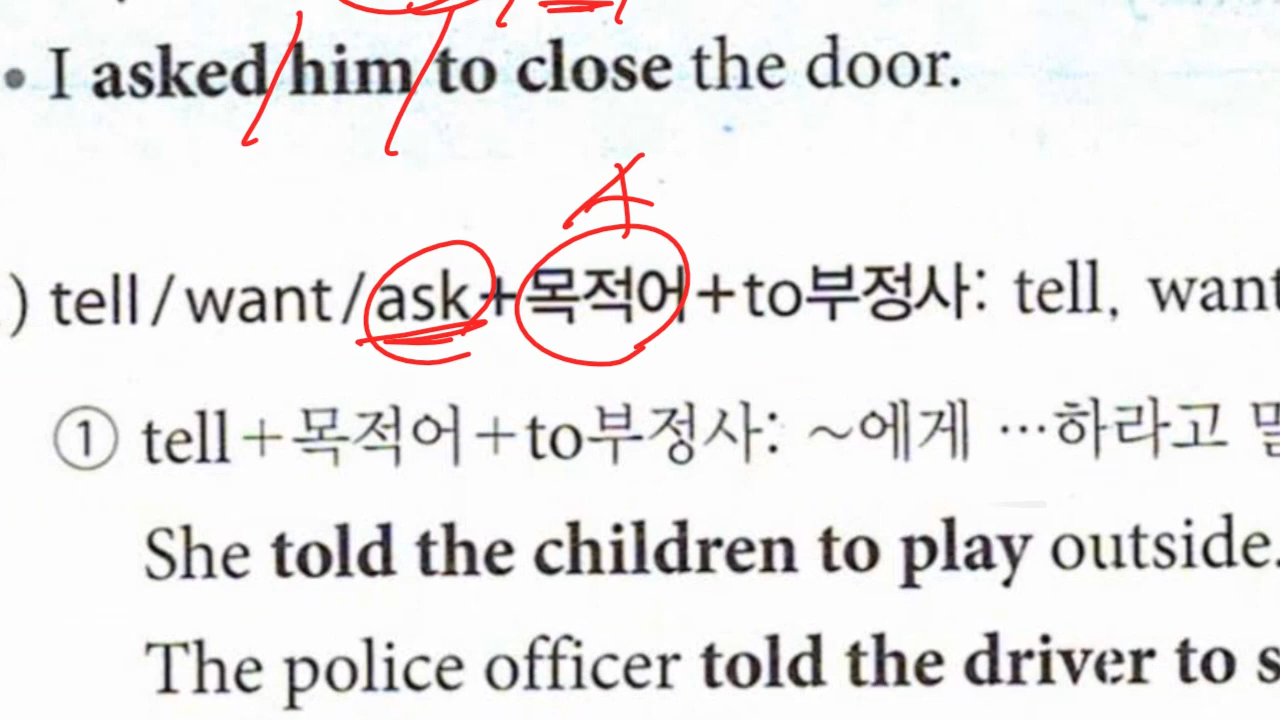 • I asked him to close the door.
A
) tell/want/ask+목적어+to부정사: tell, want
① tell+목적어+to부정사: ~에게 …하라고
She told the children to play outside.
The police officer told the driver to s